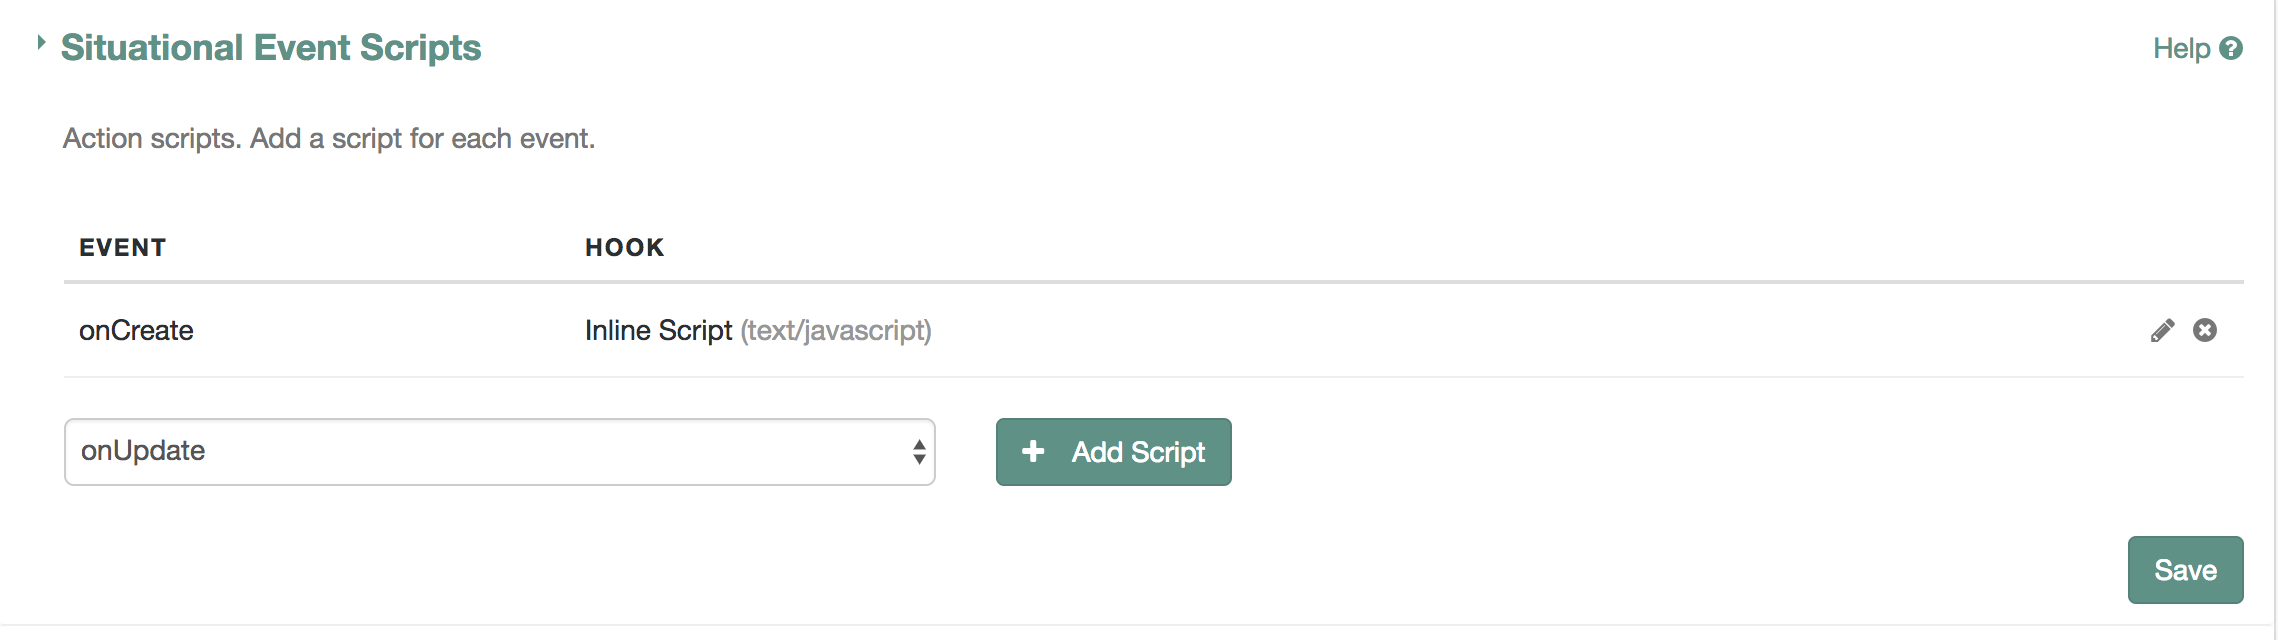 Situational Event Scripts
Help
Action scripts. Add a script for each event.
EVENT HOOK
onCreate Inline Script (text/javascript)
onUpdate
Add Script
Save